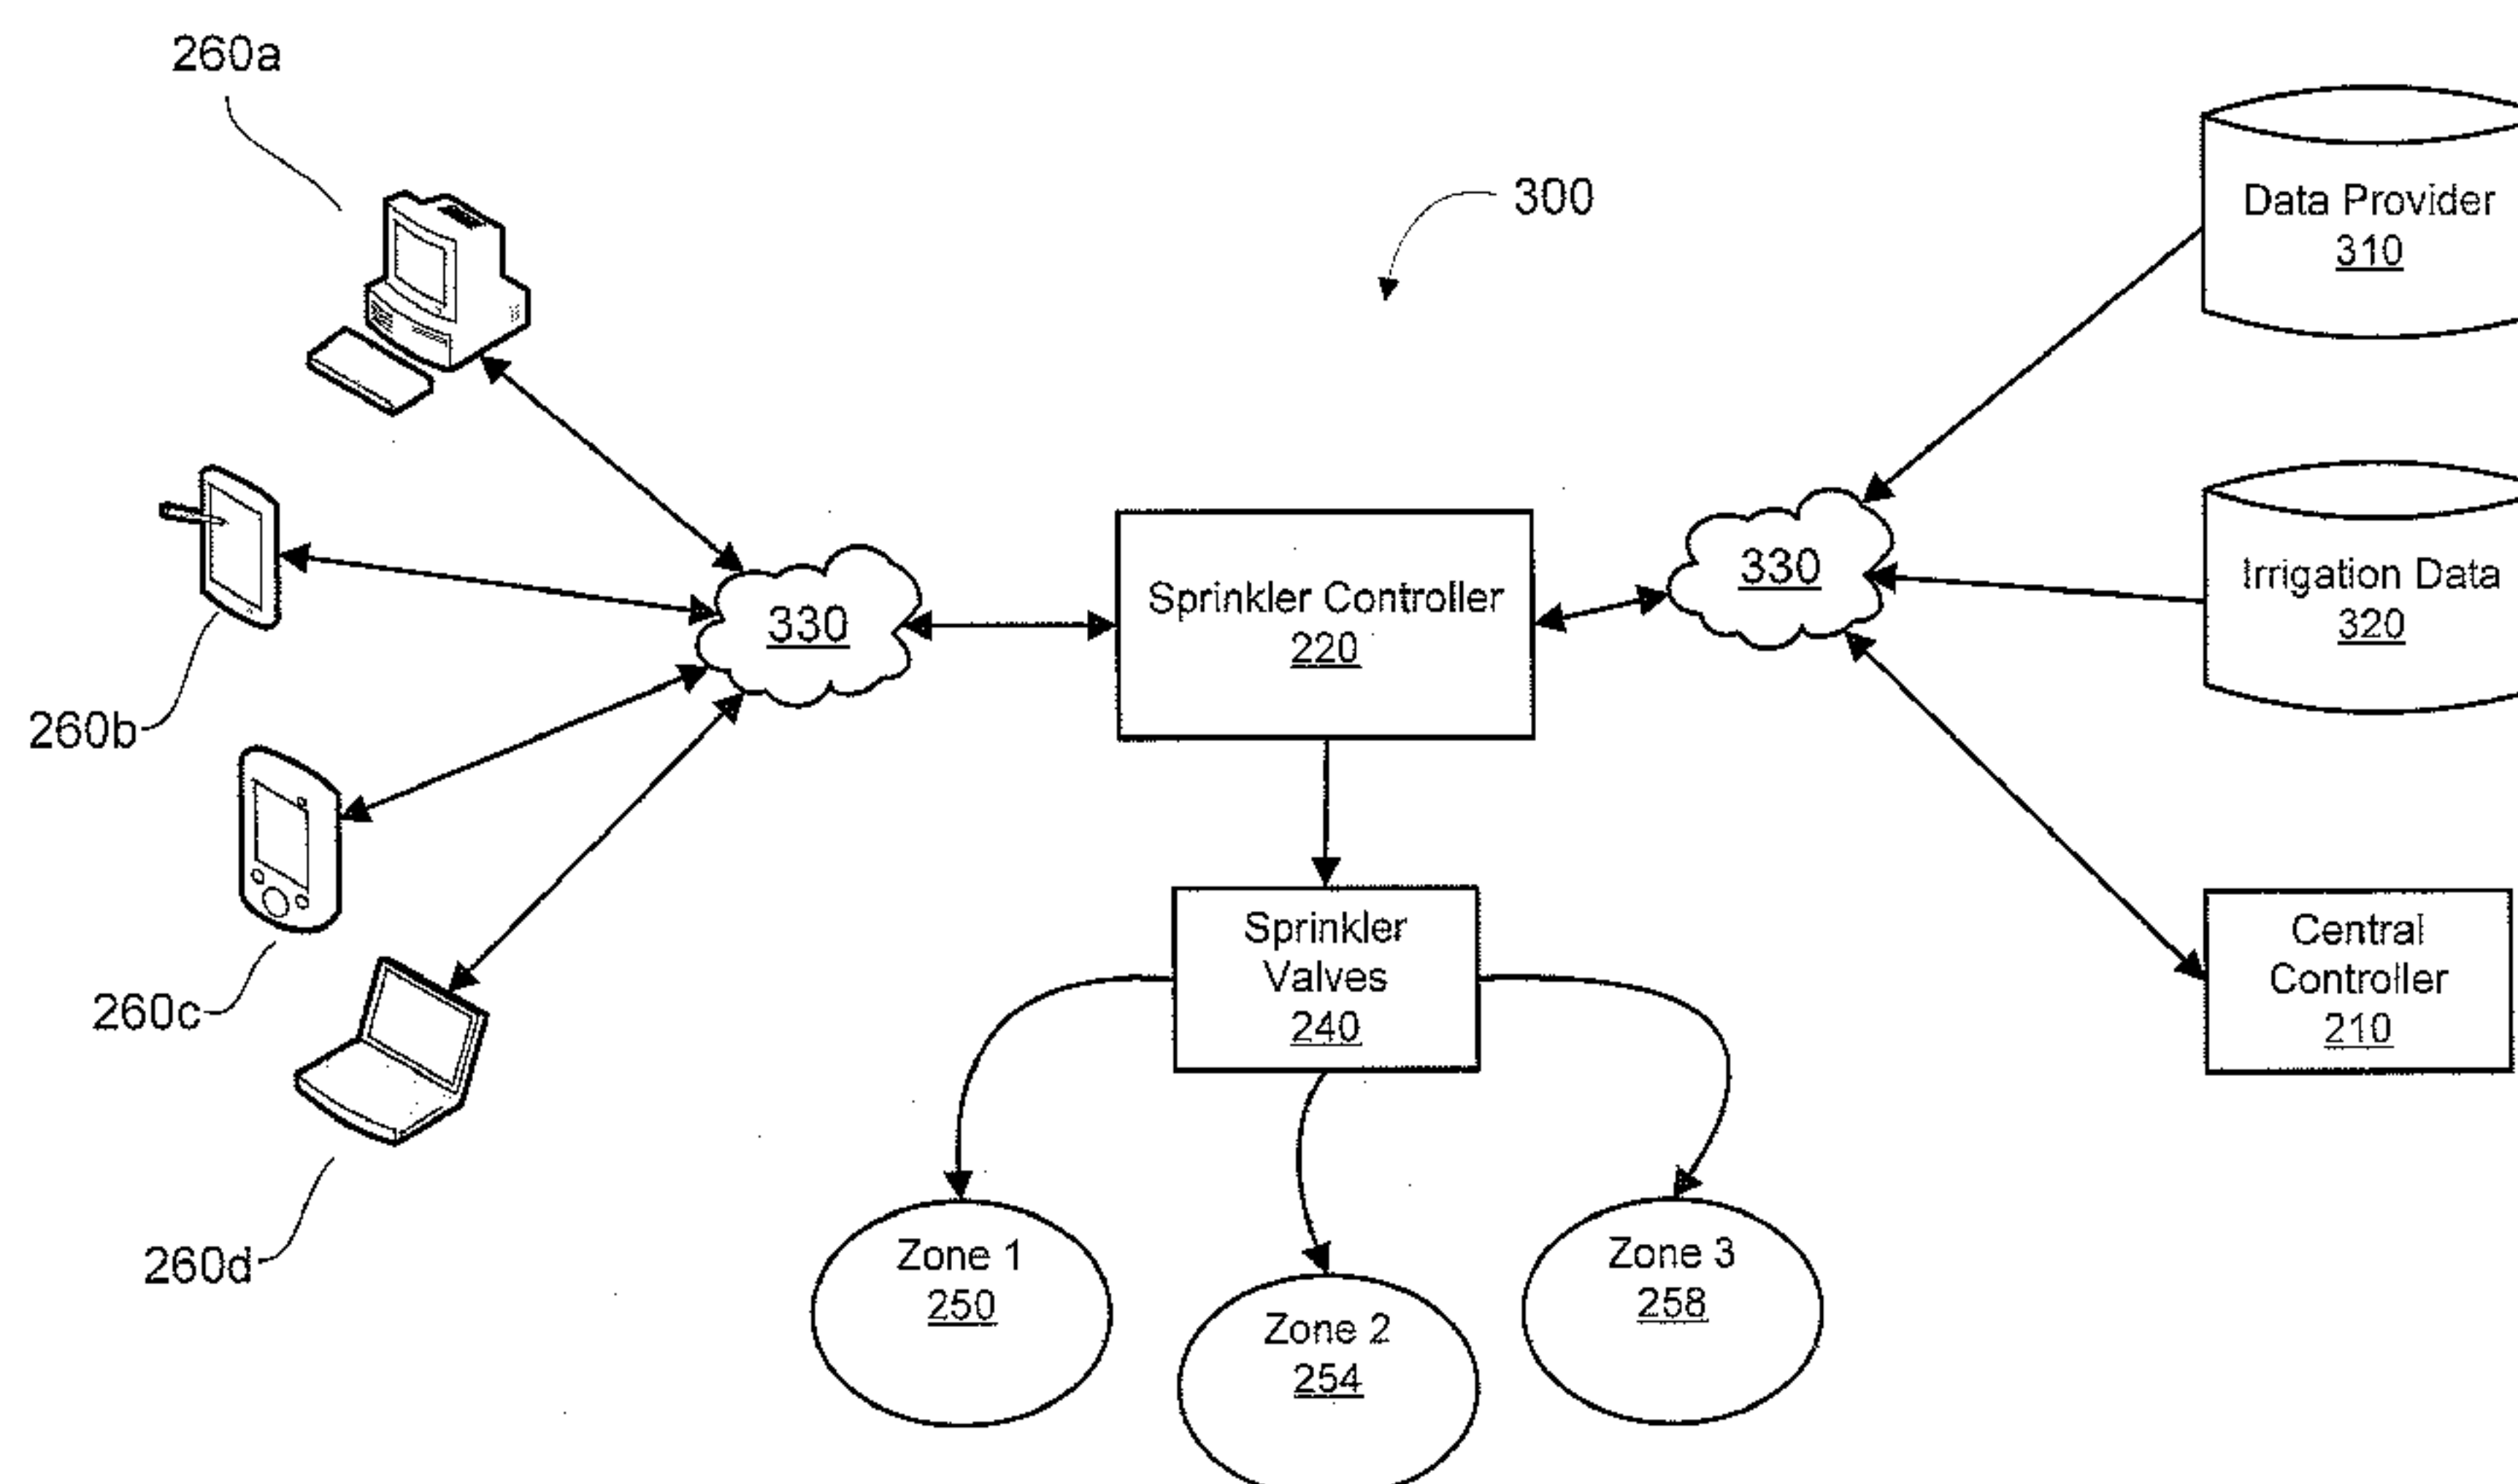 260a
300
Data Provider
310
Irrigation Data
320
330
Sprinkler Controller
220
330
260b
Sprinkler
Valves
240
Central
Controller
210
260c
260d
Zone 1
250
Zone 2
254
Zone 3
258